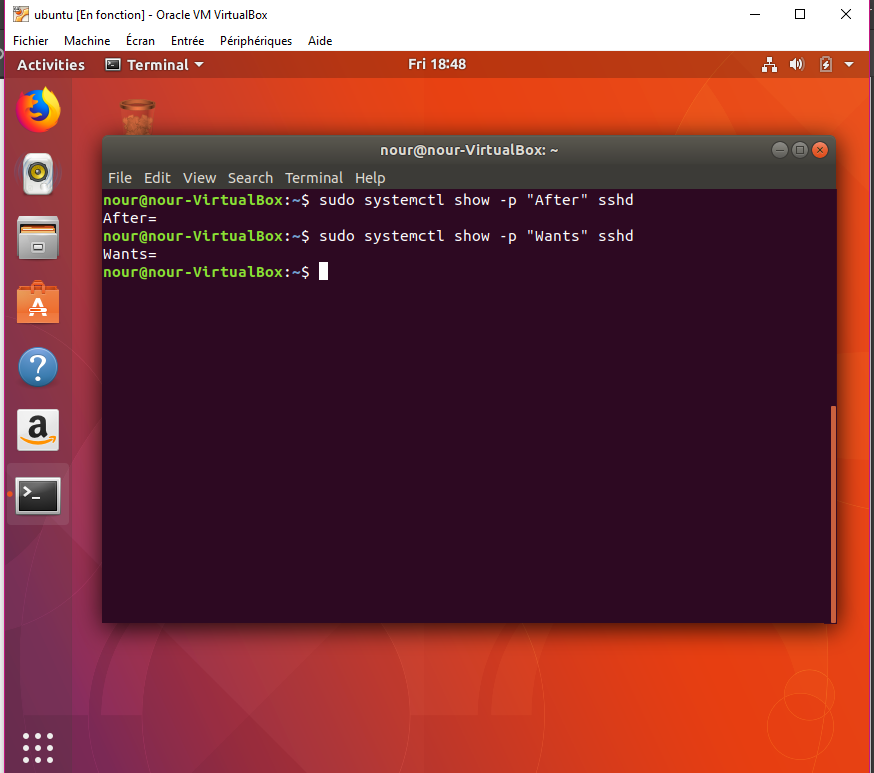 ubuntu [En fonction] - Oracle VM VirtualBox
Fichier Machine Écran Entrée Périphériques Aide
Activities Terminal Fri 18:48
nour@nour-VirtualBox: ~
File Edit View Search Terminal Help
nour@nour-VirtualBox:~$ sudo systemctl show -p "After" sshd
After=
nour@nour-VirtualBox:~$ sudo systemctl show -p "Wants" sshd
Wants=
nour@nour-VirtualBox:~$